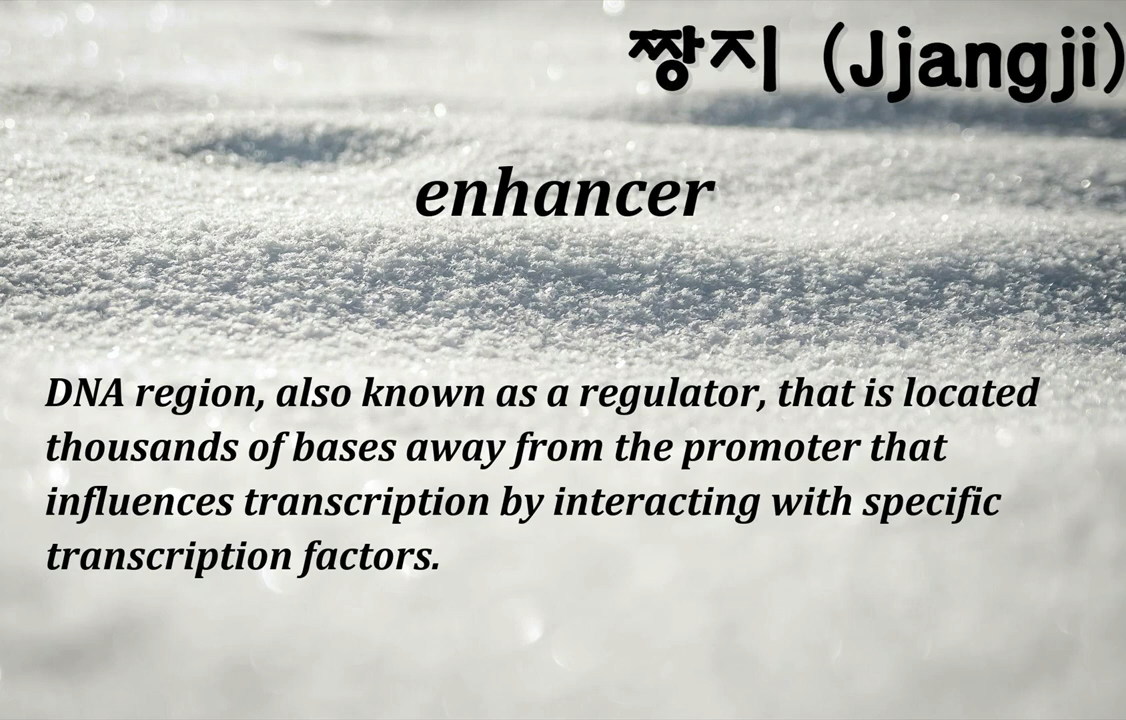 짱지 (Jjangji)
enhancer
DNA region, also known as a regulator, that is located
thousands of bases away from the promoter that
influences transcription by interacting with specific
transcription factors.